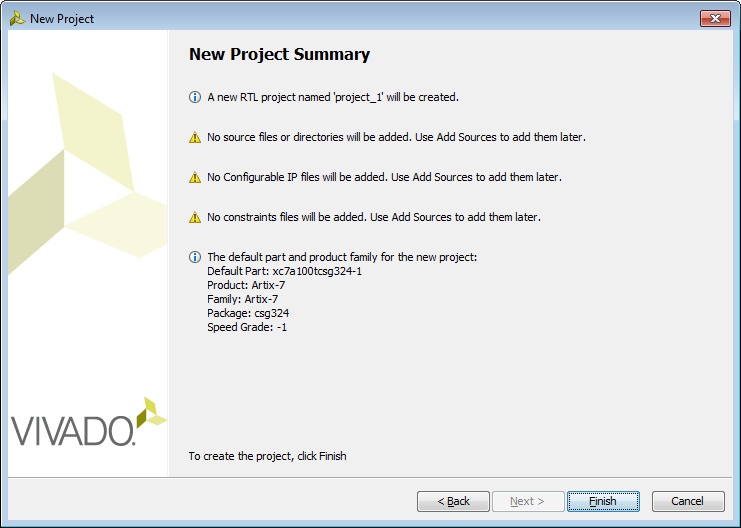 New Project
New Project Summary
A new RTL project named 'project_1' will be created.
No source files or directories will be added. Use Add Sources to add them later.
No Configurable IP files will be added. Use Add Sources to add them later.
No constraints files will be added. Use Add Sources to add them later.
The default part and product family for the new project:
Default Part: xc7a100tcsg324-1
Product: Artix-7
Family: Artix-7
Package: csg324
Speed Grade: -1
VIVADO.
To create the project, click Finish
< Back
Next >
Finish
Cancel